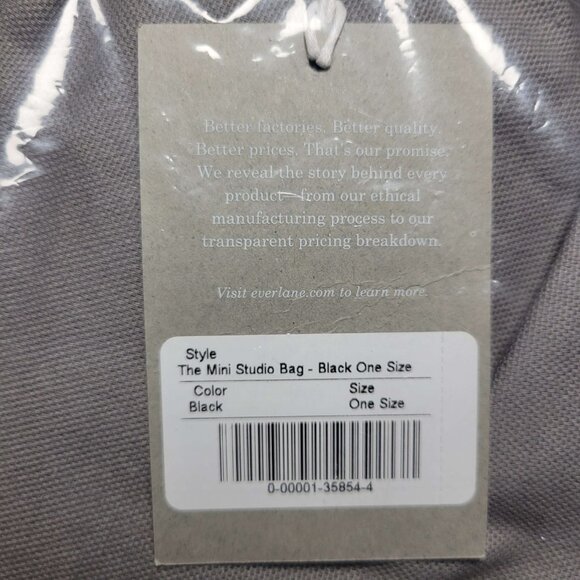 Better factories. Better quality.
Better prices. That's our promise.
We reveal the story behind every
product—from our ethical
manufacturing process to our
transparent pricing breakdown.
Visit everlane.com to learn more.
Style
The Mini Studio Bag - Black One Size
Color Size
Black One Size
0-00001-35854-4